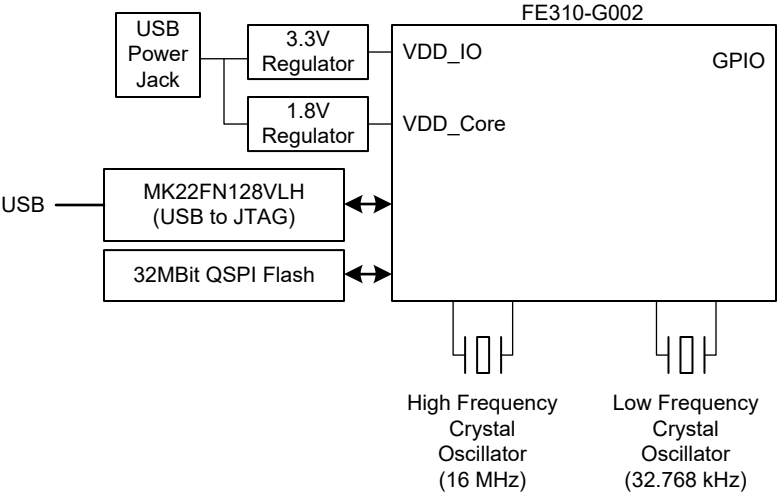 FE310-G002
USB
Power
Jack
3.3V
Regulator
VDD_IO
GPIO
1.8V
Regulator
VDD_Core
USB
MK22FN128VLH
(USB to JTAG)
32MBit QSPI Flash
High Frequency
Crystal
Oscillator
(16 MHz)
Low Frequency
Crystal
Oscillator
(32.768 kHz)